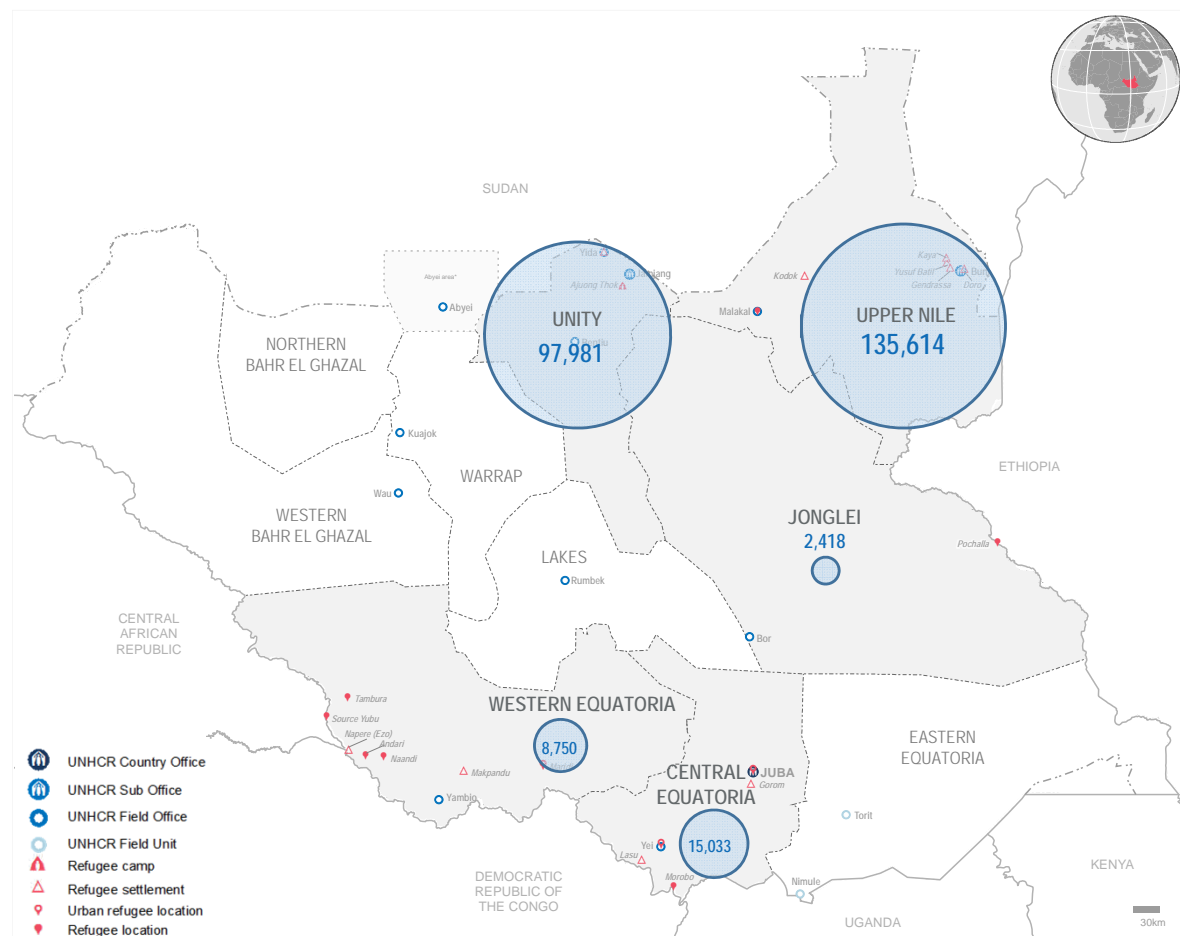 SUDAN
Yida
Kaya
Jamjang
Abyei area*
Kodok
Yusuf Batil
Bunj
Ajuong Thok
Gendrassa
Doro
Abyei
Malakal
UNITY
97,981
Bentiu
UPPER NILE
135,614
NORTHERN
BAHR EL GHAZAL
Kuajok
WARRAP
ETHIOPIA
Wau
WESTERN
BAHR EL GHAZAL
JONGLEI
2,418
Pochalla
LAKES
Rumbek
CENTRAL
AFRICAN
REPUBLIC
Bor
Tambura
WESTERN EQUATORIA
8,750
Source Yubu
Napere (Ezo)
Andari
Naandi
Makpandu
Yambio
EASTERN
EQUATORIA
CENTRAL
EQUATORIA
JUBA
Gorom
15,033
Torit
Yei
Lasu
Morobo
Nimule
KENYA
DEMOCRATIC
REPUBLIC OF
THE CONGO
UGANDA
30km
UNHCR Country Office
UNHCR Sub Office
UNHCR Field Office
UNHCR Field Unit
Refugee camp
Refugee settlement
Urban refugee location
Refugee location